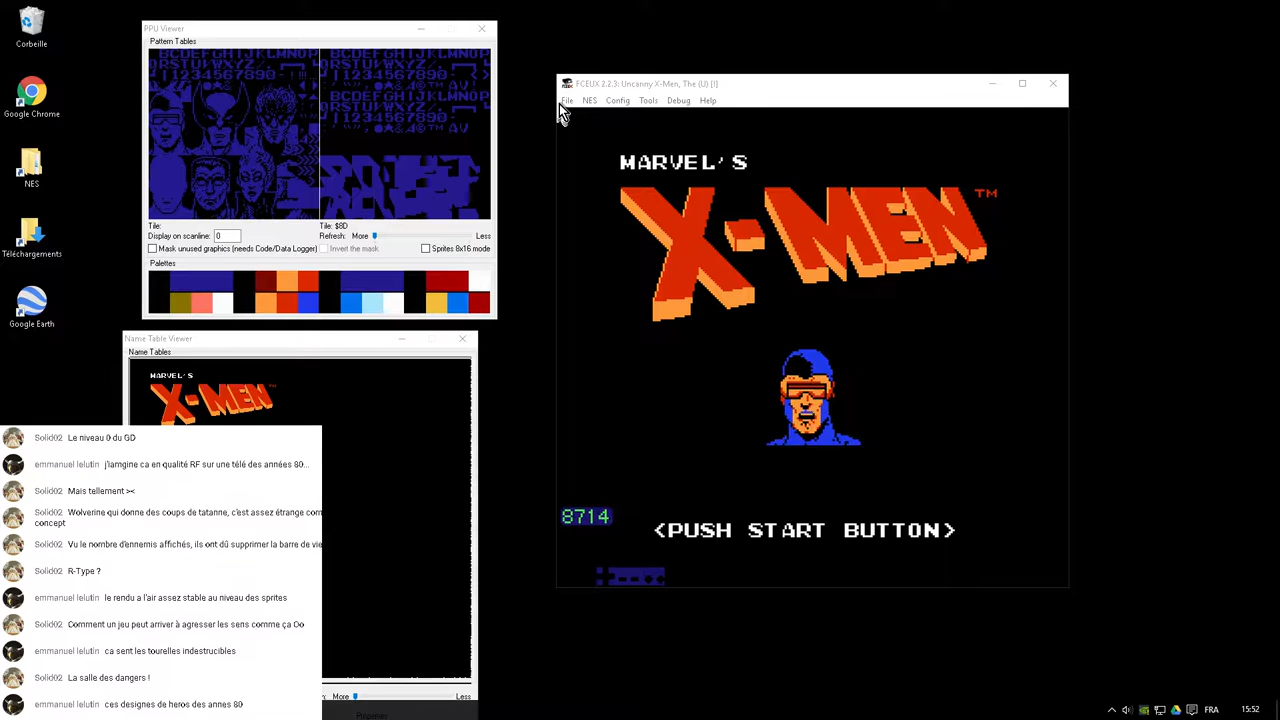 Corbeille
Google Chrome
NES
Téléchargements
Google Earth
PPU Viewer
Pattern Tables
BCDEFGHIJKLMNOP
QRSTUVWXYZ
1234567890-
Tile:
Tile: $8D
Display on scanline: 0
Refresh: More
Less
Mask unused graphics (needs Code/Data Logger)
Invert the mask
Sprites 8x16 mode
Palettes
Name Table Viewer
Name Tables
MARVEL'S
X-MEN
Solid02 Le niveau 0 du GD
emmanuel lelutin j'iamgine ca en qualité RF sur une télé des années 80...
Solid02 Mais tellement ><
Solid02 Wolverine qui donne des coups de tatanne, c'est assez étrange com
concept
Solid02 Vu le nombre d'ennemis affichés, ils ont dû supprimer la barre de vie
Solid02 R-Type ?
emmanuel lelutin le rendu a l'air assez stable au niveau des sprites
Solid02 Comment un jeu peut arriver à agresser les sens comme ça Oo
emmanuel lelutin ca sent les tourelles indestrucibles
Solid02 La salle des dangers !
emmanuel lelutin ces designes de heros des annes 80
More
Less
FCEUX 2.2.3: Uncanny X-Men, The (U) [!]
File NES Config Tools Debug Help
MARVEL'S
X-MEN™
8714
<PUSH START BUTTON>
FRA
15:52